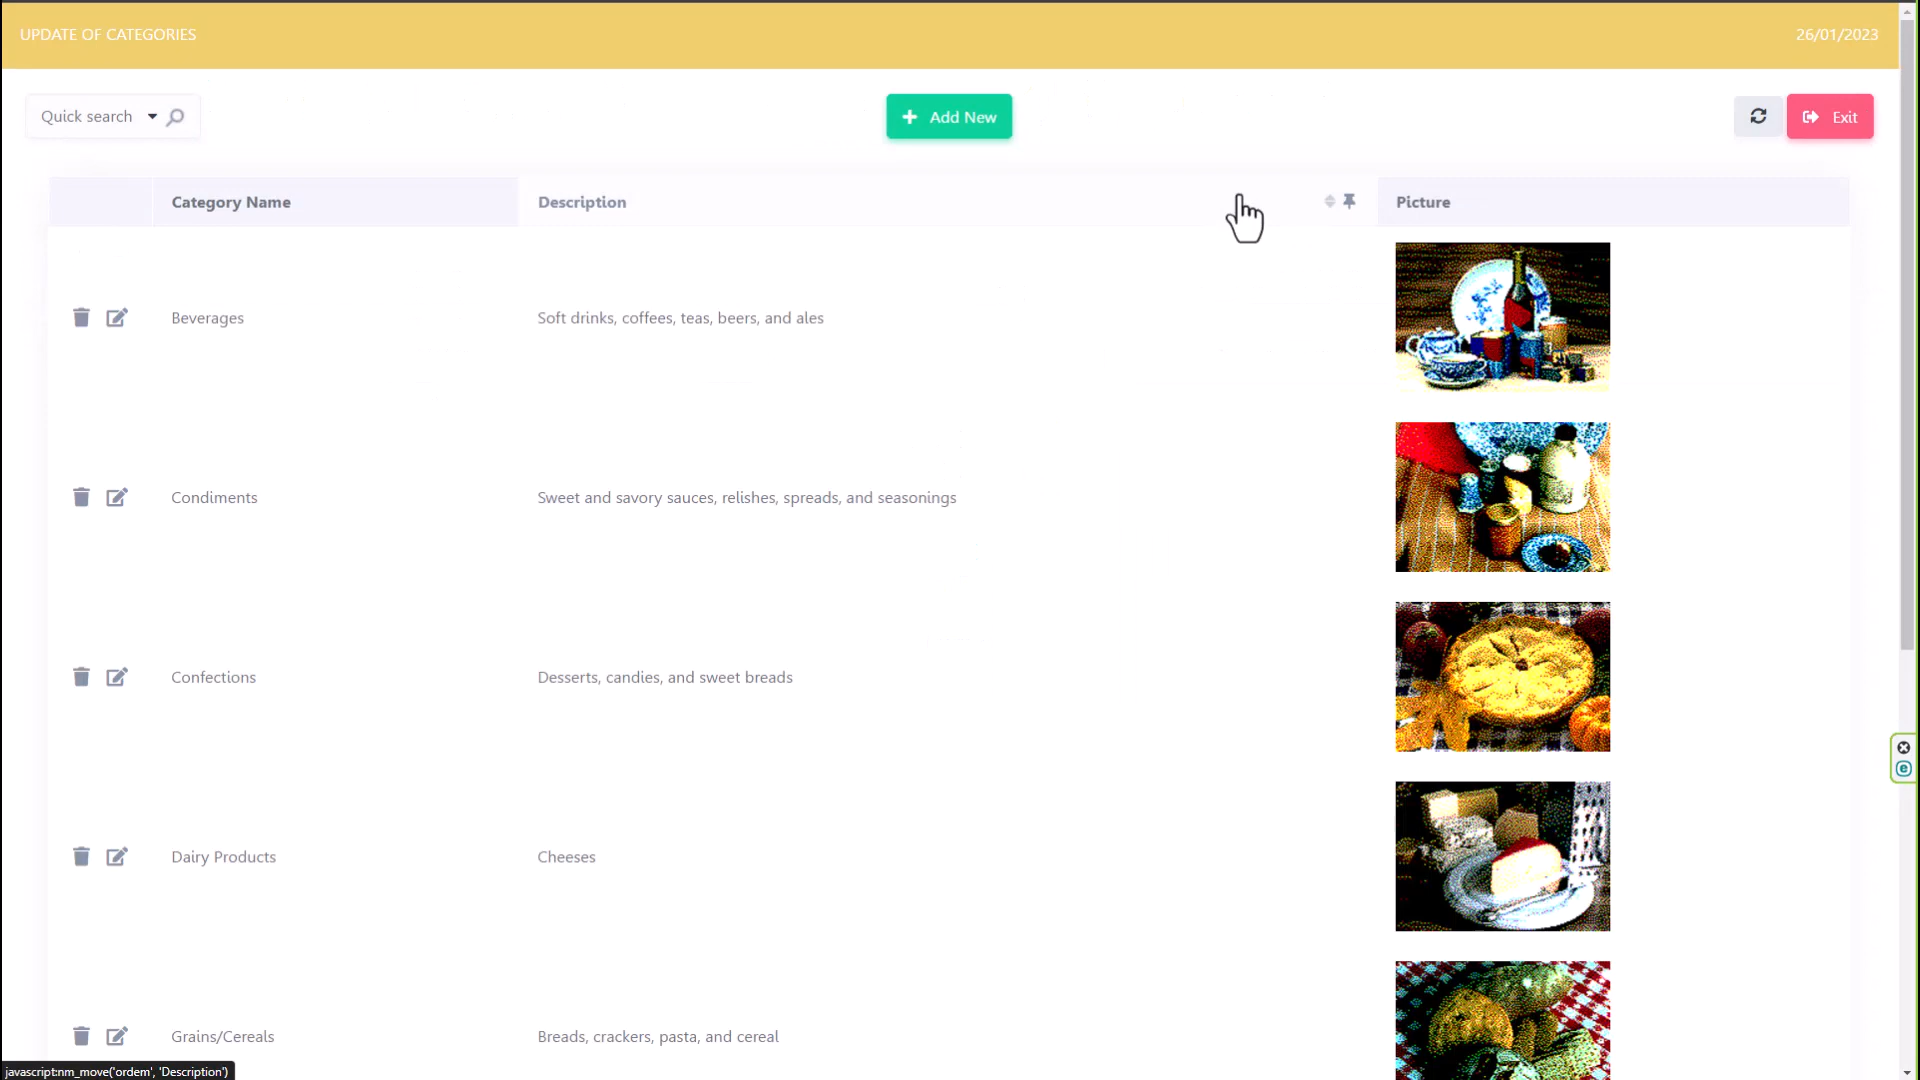 UPDATE OF CATEGORIES
26/01/2023
Quick search
Add New
Exit
Category Name
Description
Picture
Beverages
Soft drinks, coffees, teas, beers, and ales
Condiments
Sweet and savory sauces, relishes, spreads, and seasonings
Confections
Desserts, candies, and sweet breads
Dairy Products
Cheeses
Grains/Cereals
Breads, crackers, pasta, and cereal
javascript:nm_move('ordem', 'Description')